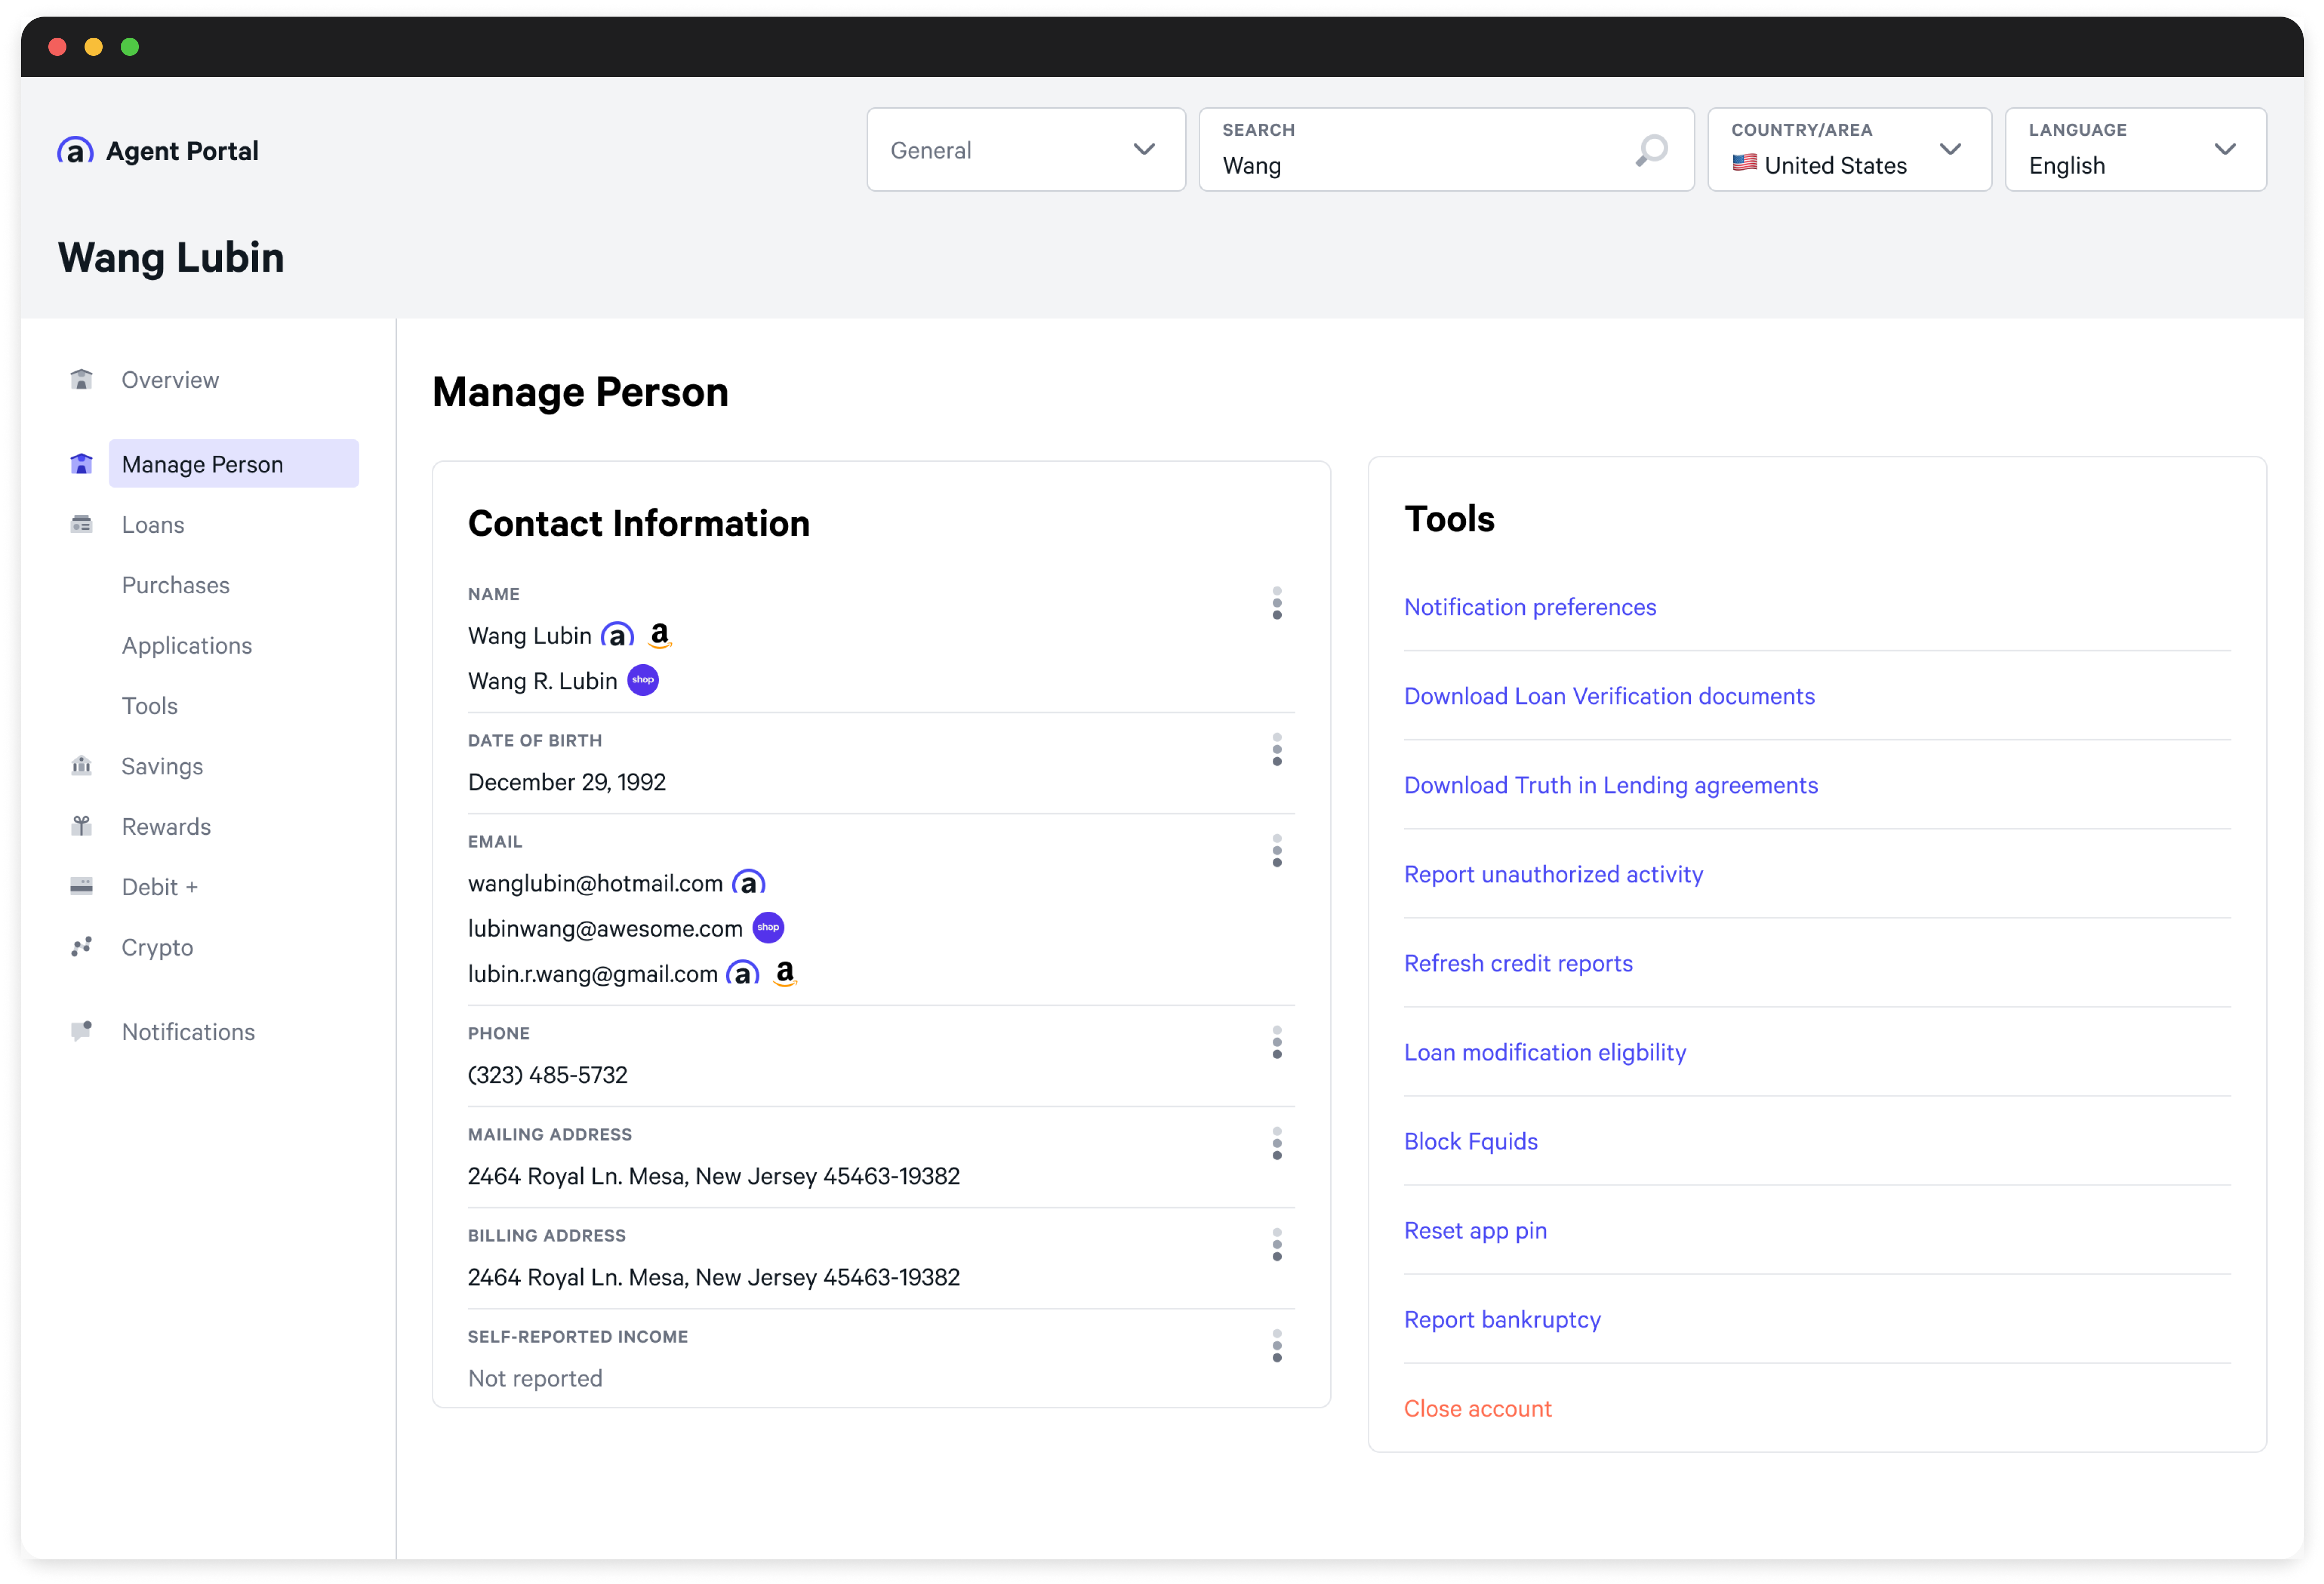 Agent Portal
General
SEARCH
Wang
COUNTRY/AREA
United States
LANGUAGE
English
Wang Lubin
Overview
Manage Person
Loans
Purchases
Applications
Tools
Savings
Rewards
Debit +
Crypto
Notifications
Manage Person
Contact Information
NAME
Wang Lubin a a
Wang R. Lubin shop
DATE OF BIRTH
December 29, 1992
EMAIL
wanglubin@hotmail.com a
lubinwang@awesome.com shop
lubin.r.wang@gmail.com a a
PHONE
(323) 485-5732
MAILING ADDRESS
2464 Royal Ln. Mesa, New Jersey 45463-19382
BILLING ADDRESS
2464 Royal Ln. Mesa, New Jersey 45463-19382
SELF-REPORTED INCOME
Not reported
Tools
Notification preferences
Download Loan Verification documents
Download Truth in Lending agreements
Report unauthorized activity
Refresh credit reports
Loan modification eligbility
Block Fquids
Reset app pin
Report bankruptcy
Close account